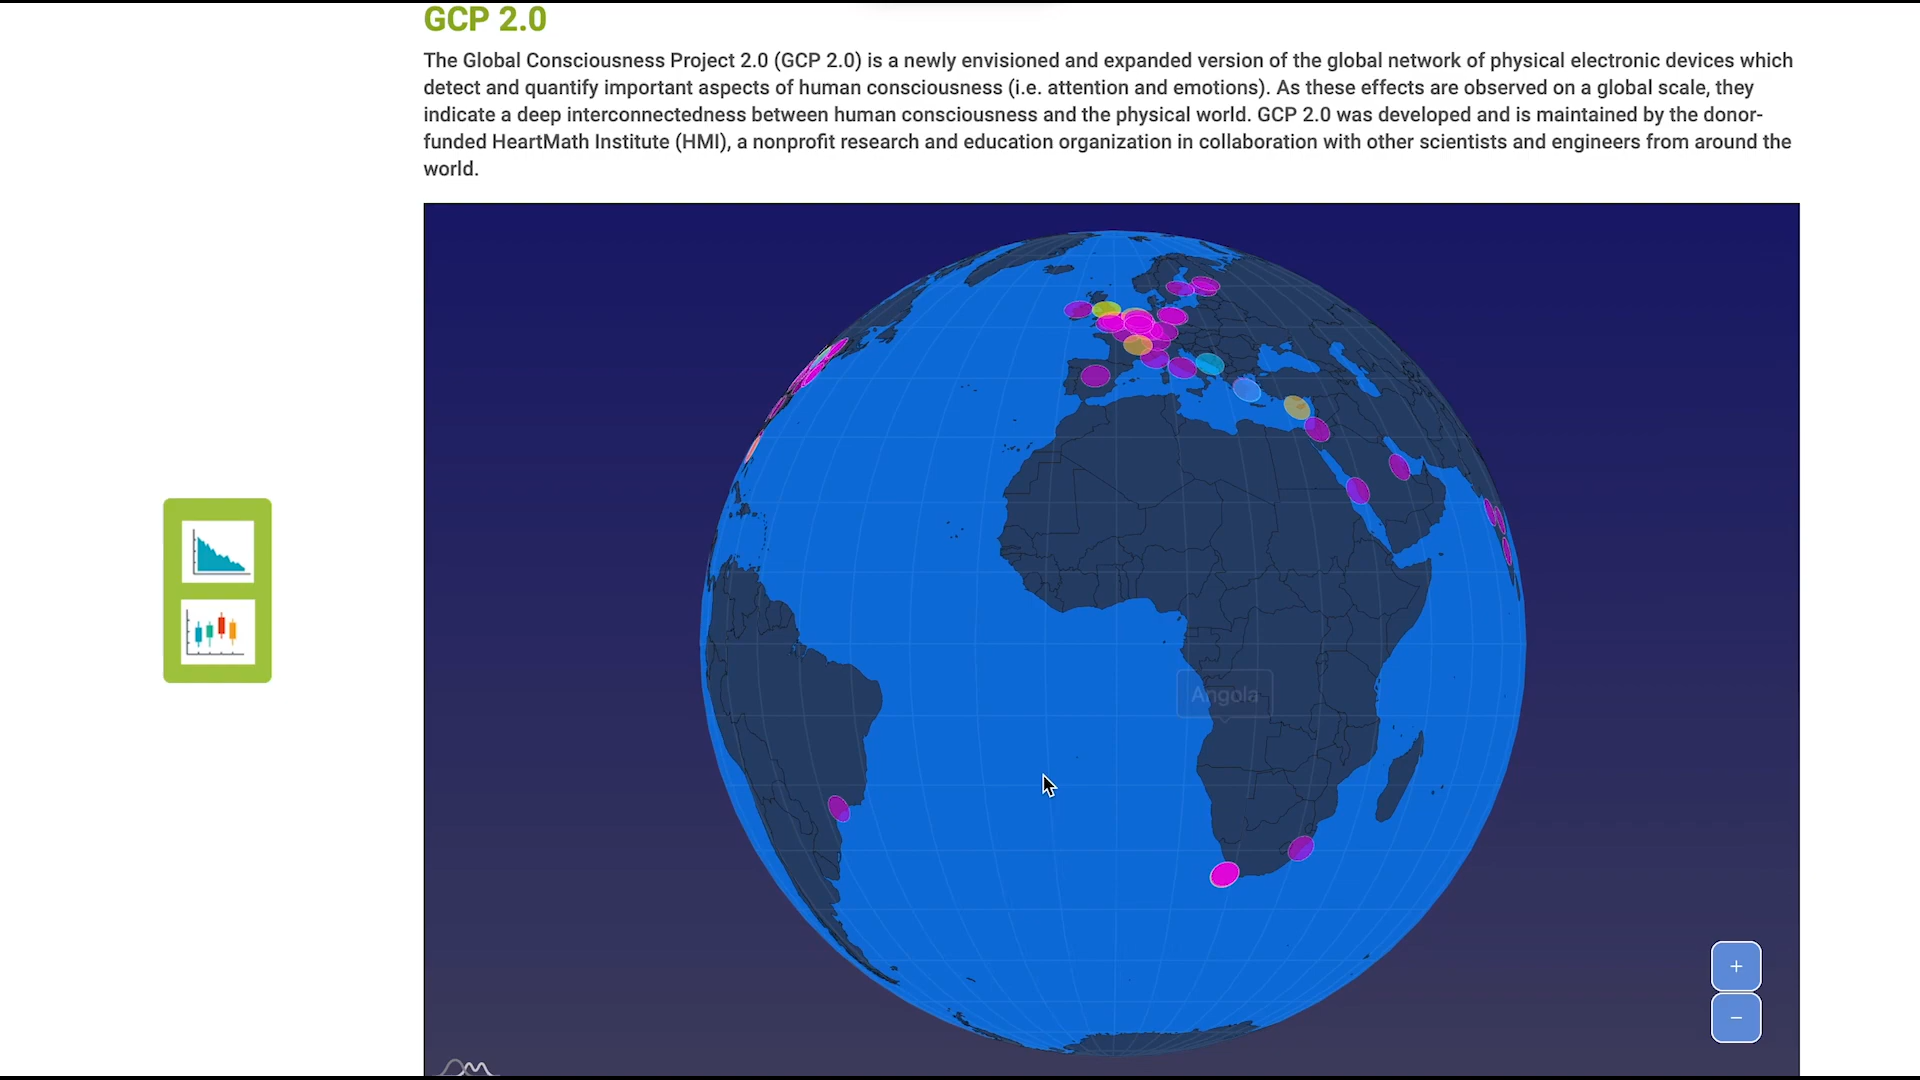 GCP 2.0
The Global Consciousness Project 2.0 (GCP 2.0) is a newly envisioned and expanded version of the global network of physical electronic devices which
detect and quantify important aspects of human consciousness (i.e. attention and emotions). As these effects are observed on a global scale, they
indicate a deep interconnectedness between human consciousness and the physical world. GCP 2.0 was developed and is maintained by the donor-
funded HeartMath Institute (HMI), a nonprofit research and education organization in collaboration with other scientists and engineers from around the
world.
Angola
+
−